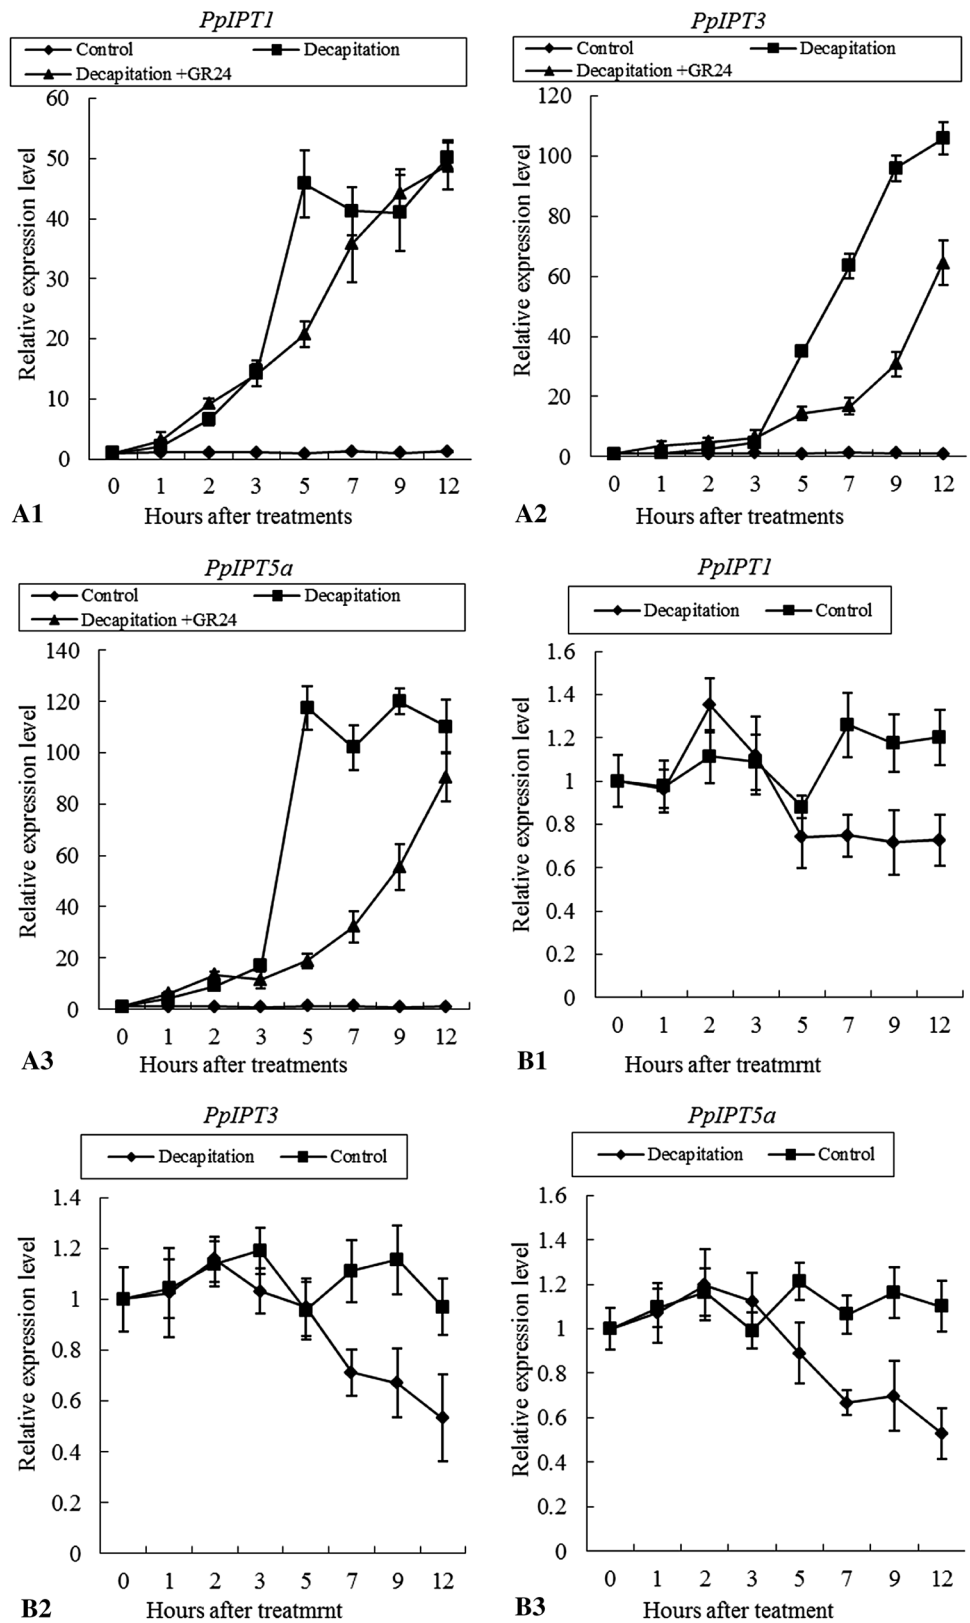 PpIPT1
Control
Decapitation
Decapitation +GR24
60
50
40
30
20
10
0
Relative expression level
0 1 2 3 5 7 9 12
A1
Hours after treatments
PpIPT3
Control
Decapitation
Decapitation +GR24
120
100
80
60
40
20
0
Relative expression level
0 1 2 3 5 7 9 12
A2
Hours after treatments
PpIPT5a
Control
Decapitation
Decapitation +GR24
140
120
100
80
60
40
20
0
Relative expression level
0 1 2 3 5 7 9 12
A3
Hours after treatments
PpIPT1
Decapitation
Control
1.6
1.4
1.2
1
0.8
0.6
0.4
0.2
0
Relative expression level
0 1 2 3 5 7 9 12
B1
Hours after treatmrnt
PpIPT3
Decapitation
Control
1.4
1.2
1
0.8
0.6
0.4
0.2
0
Relative expression level
0 1 2 3 5 7 9 12
B2
Hours after treatmrnt
PpIPT5a
Decapitation
Control
1.6
1.4
1.2
1
0.8
0.6
0.4
0.2
0
Relative expression level
0 1 2 3 5 7 9 12
B3
Hours after teatment